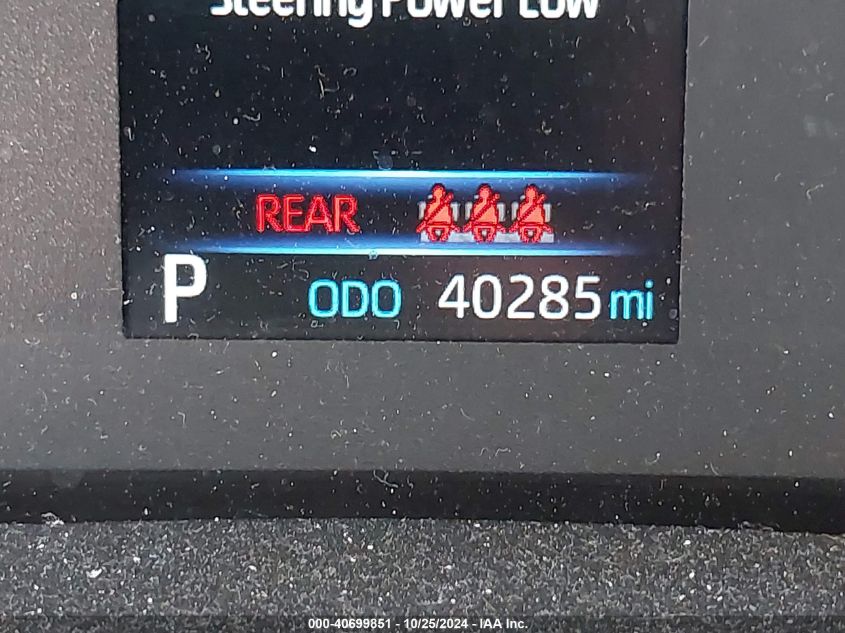 Steering Power Low
REAR
P ODO 40285 mi
000-40699851 - 10/25/2024 - IAA Inc.